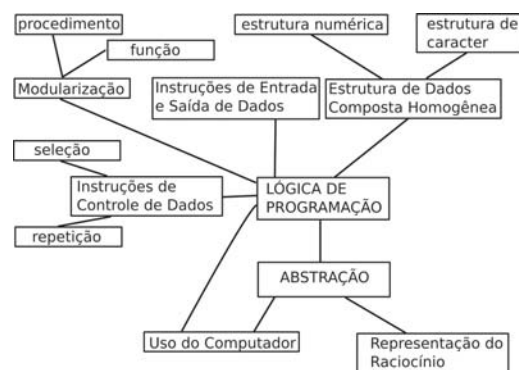 procedimento
função
Modularização
estrutura numérica
estrutura de
caracter
Instruções de Entrada
e Saída de Dados
Estrutura de Dados
Composta Homogênea
seleção
Instruções de
Controle de Dados
repetição
LÓGICA DE
PROGRAMAÇÃO
ABSTRAÇÃO
Uso do Computador
Representação do
Raciocínio